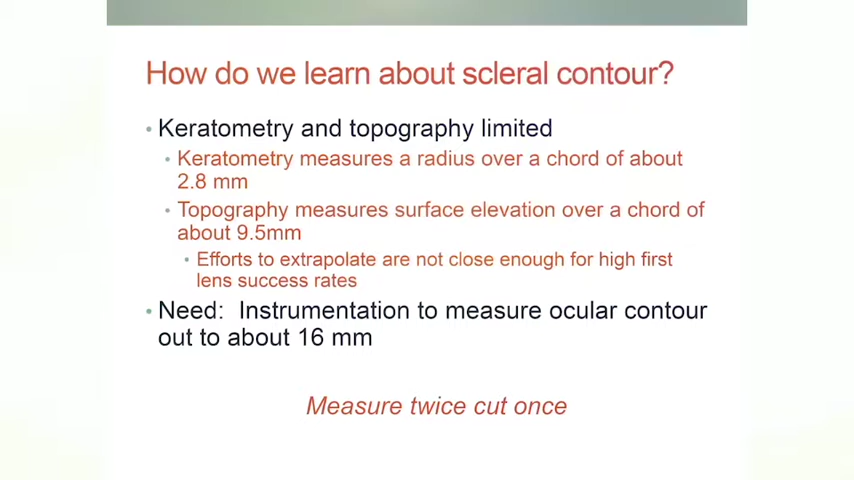 How do we learn about scleral contour?
• Keratometry and topography limited
• Keratometry measures a radius over a chord of about
2.8 mm
• Topography measures surface elevation over a chord of
about 9.5mm
• Efforts to extrapolate are not close enough for high first
lens success rates
• Need:  Instrumentation to measure ocular contour
out to about 16 mm
Measure twice cut once